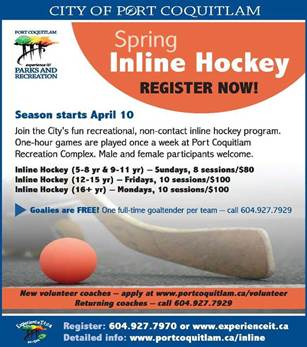 CITY OF PORT COQUITLAM
PORT COQUITLAM
experience it!
PARKS AND
RECREATION
Spring
Inline Hockey
REGISTER NOW!
Season starts April 10
Join the City's fun recreational, non-contact inline hockey program.
One-hour games are played once a week at Port Coquitlam
Recreation Complex. Male and female participants welcome.
Inline Hockey (5-8 yr & 9-11 yr) – Sundays, 8 sessions/$80
Inline Hockey (12-15 yr) – Fridays, 10 sessions/$100
Inline Hockey (16+ yr) – Mondays, 10 sessions/$100
Goalies are FREE! One full-time goaltender per team – call 604.927.7929
New volunteer coaches – apply at www.portcoquitlam.ca/volunteer
Returning coaches – call 604.927.7929
Register: 604.927.7970 or www.experienceit.ca
Detailed info: www.portcoquitlam.ca/inline